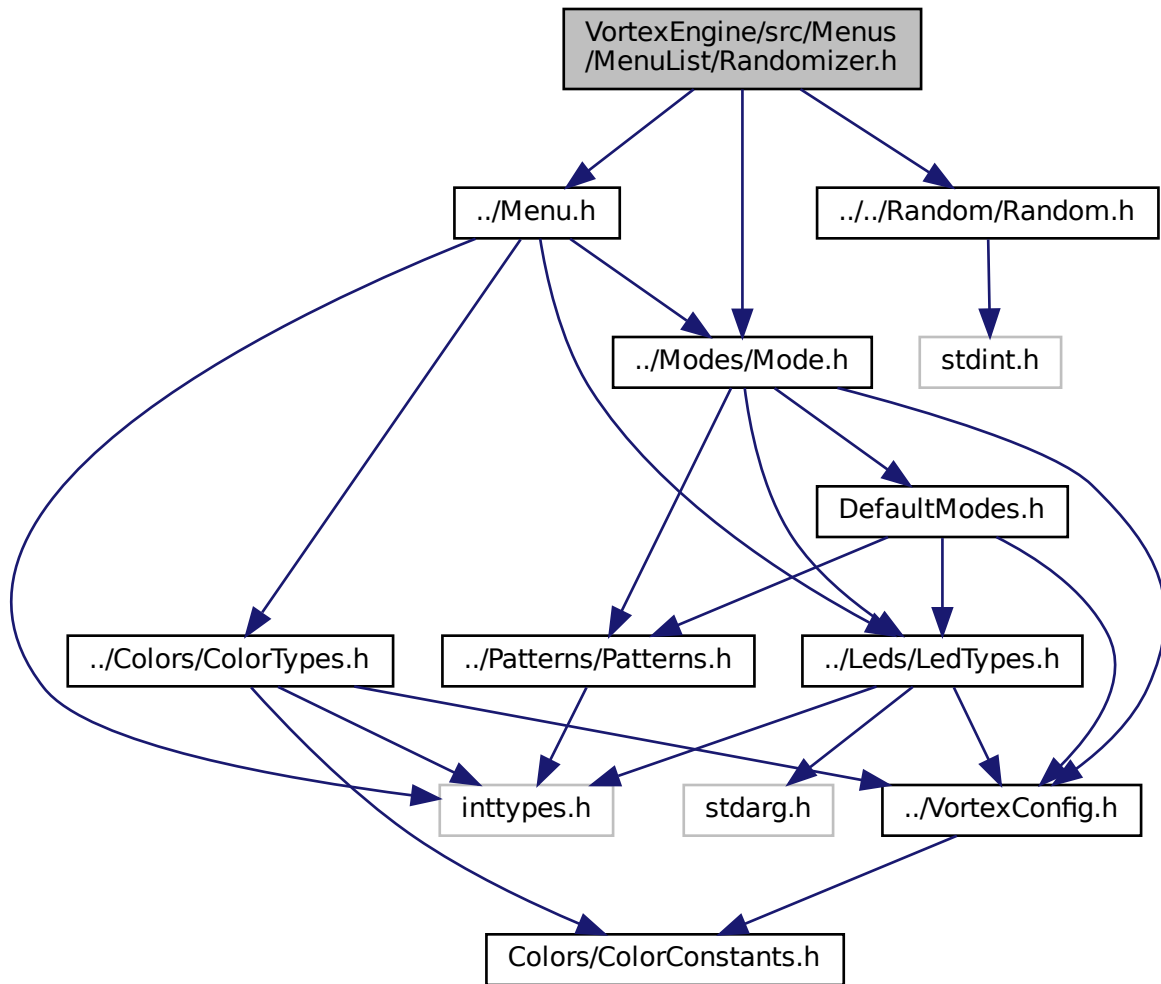 VortexEngine/src/Menus
/MenuList/Randomizer.h
../Menu.h
../../Random/Random.h
../Modes/Mode.h
stdint.h
DefaultModes.h
../Colors/ColorTypes.h
../Patterns/Patterns.h
../Leds/LedTypes.h
inttypes.h
stdarg.h
../VortexConfig.h
Colors/ColorConstants.h